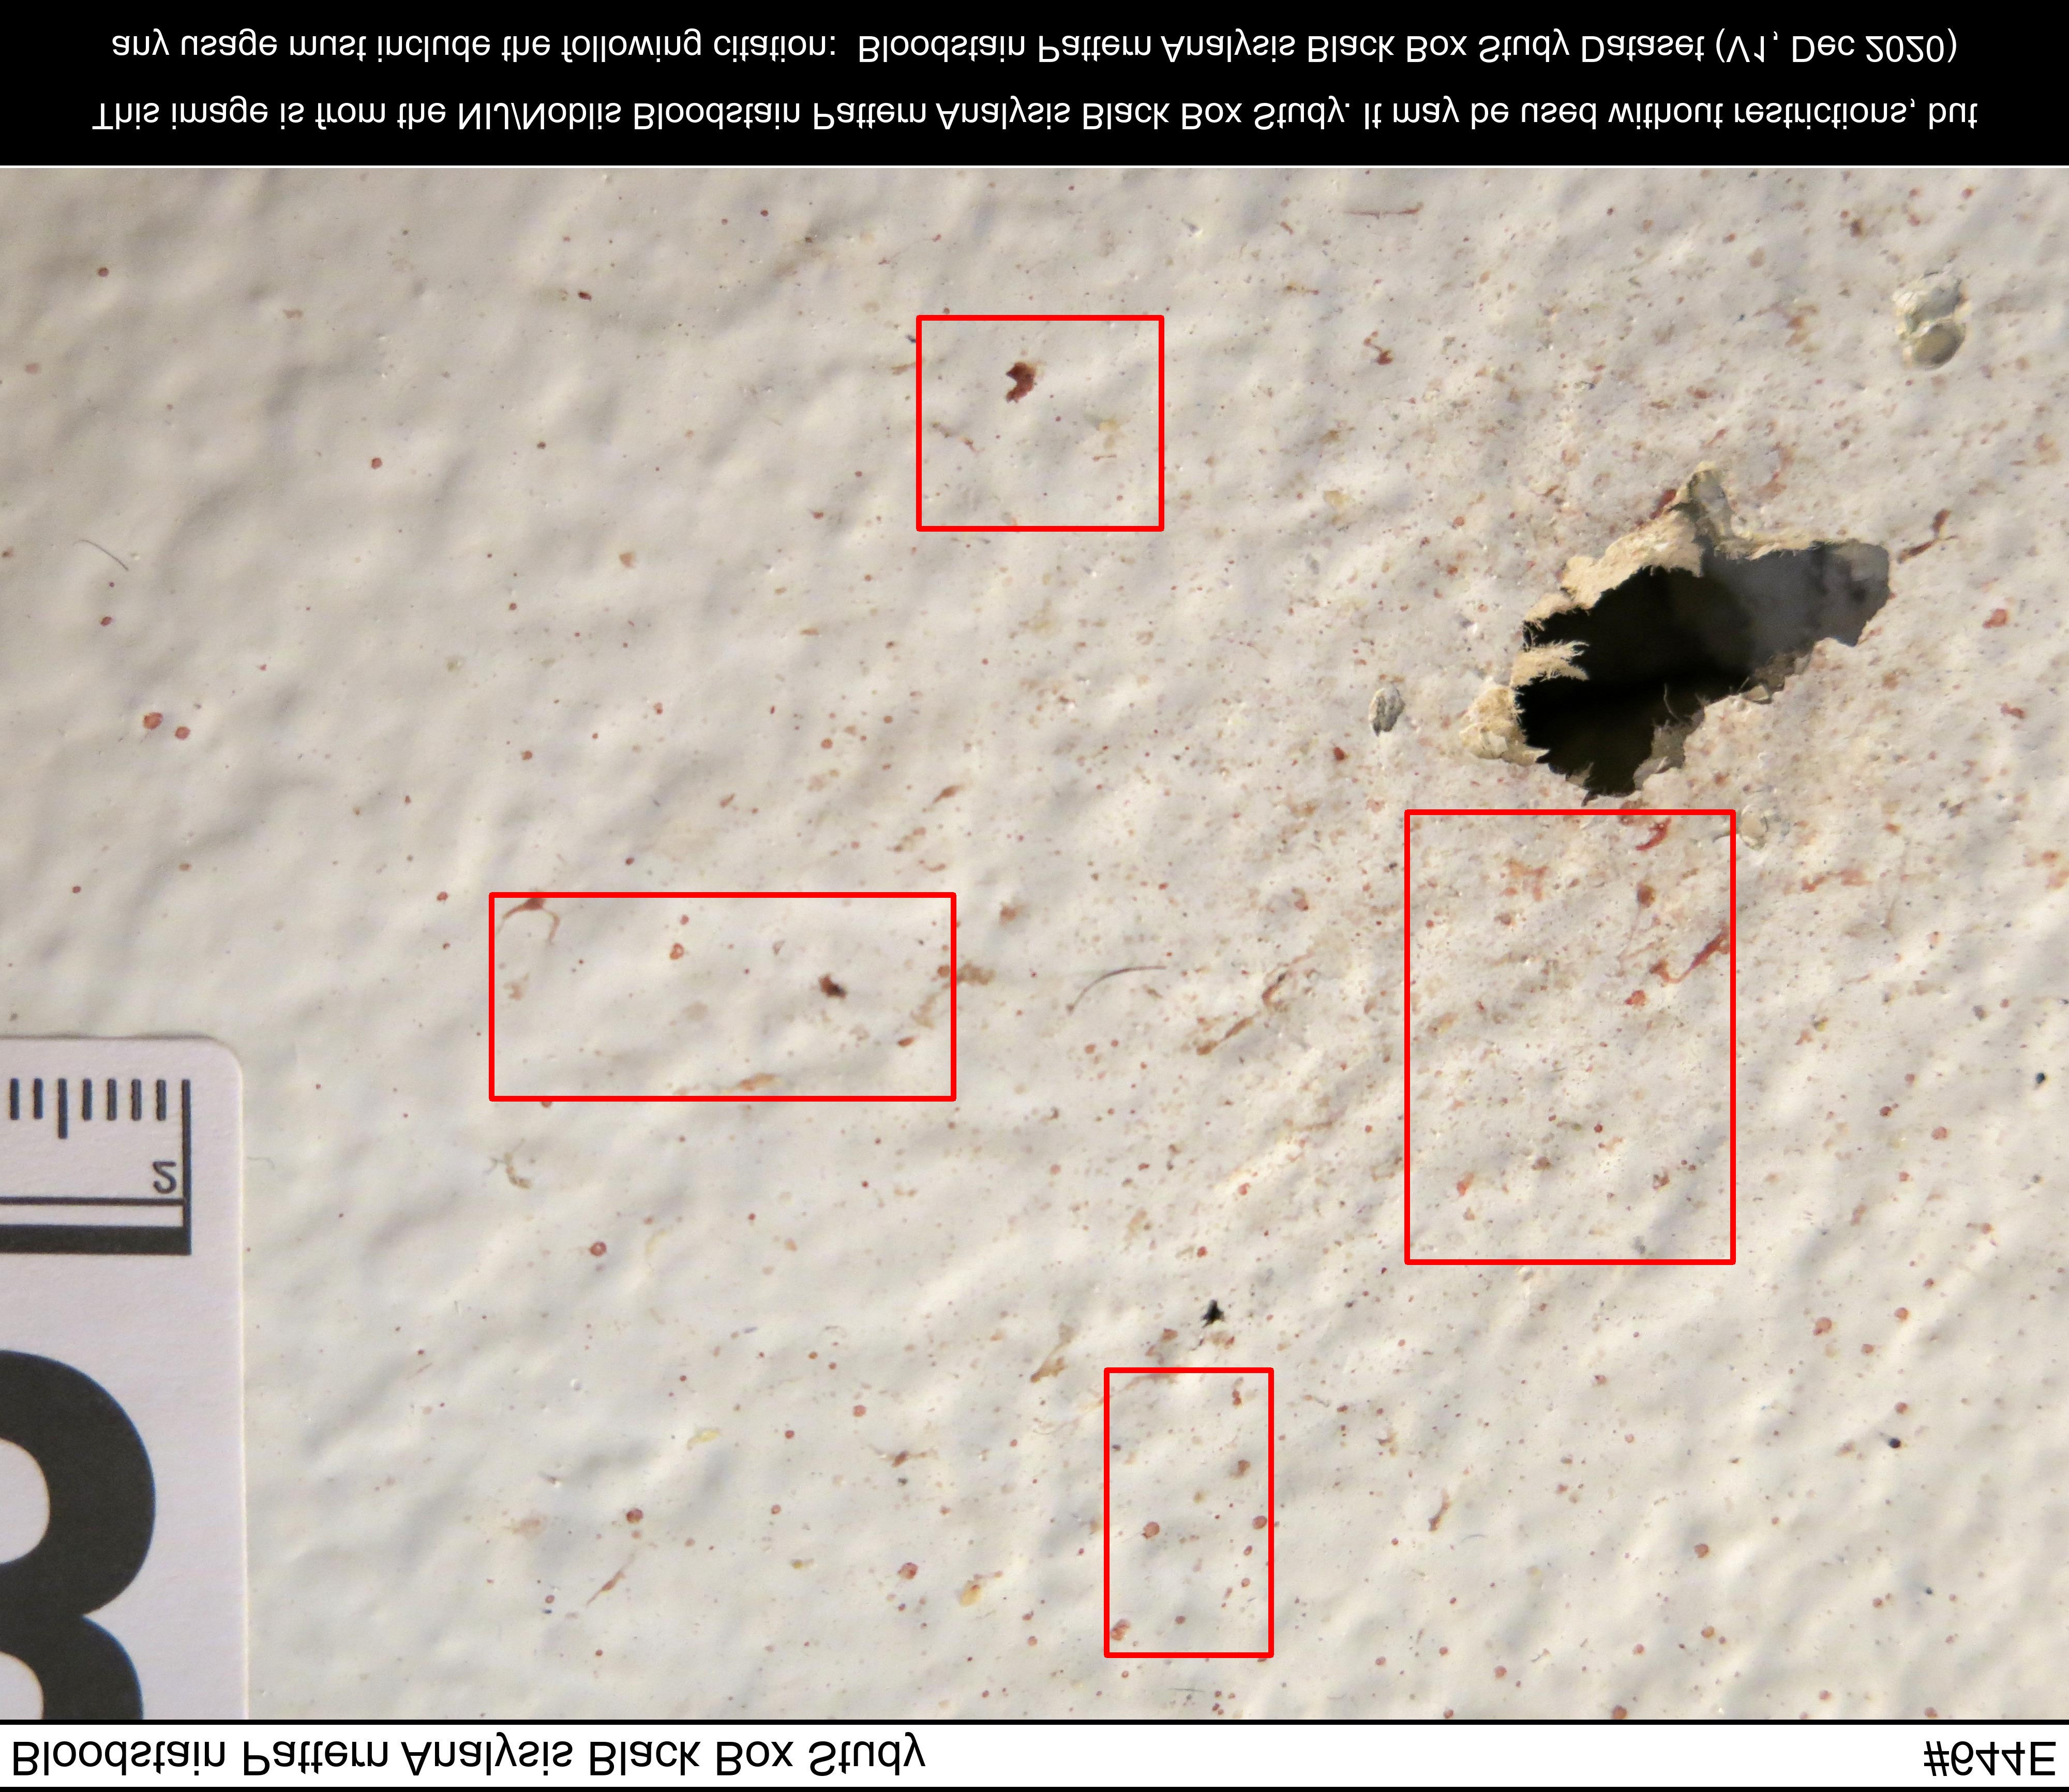 Bloodstain Pattern Analysis Black Box Study #644E
5
This image is from the NIJ/Noblis Bloodstain Pattern Analysis Black Box Study. It may be used without restrictions, but
any usage must include the following citation: Bloodstain Pattern Analysis Black Box Study Dataset (V1, Dec 2020)